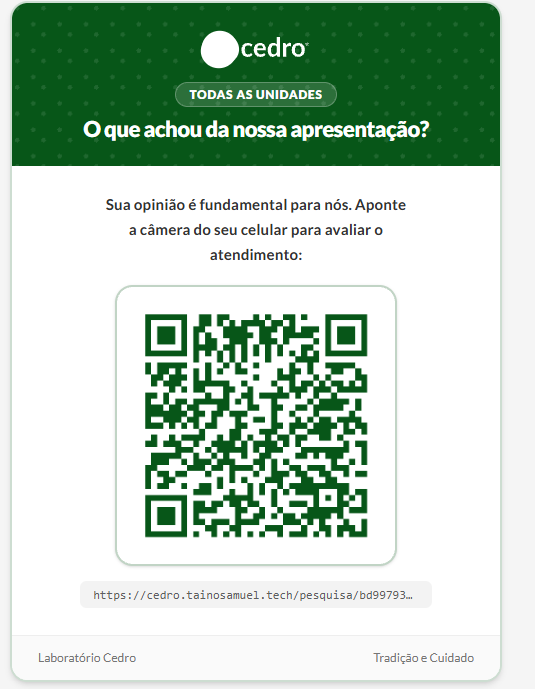 cedro
TODAS AS UNIDADES
O que achou da nossa apresentação?
Sua opinião é fundamental para nós. Aponte
a câmera do seu celular para avaliar o
atendimento:
https://cedro.tainosamuel.tech/pesquisa/bd99793…
Laboratório Cedro
Tradição e Cuidado